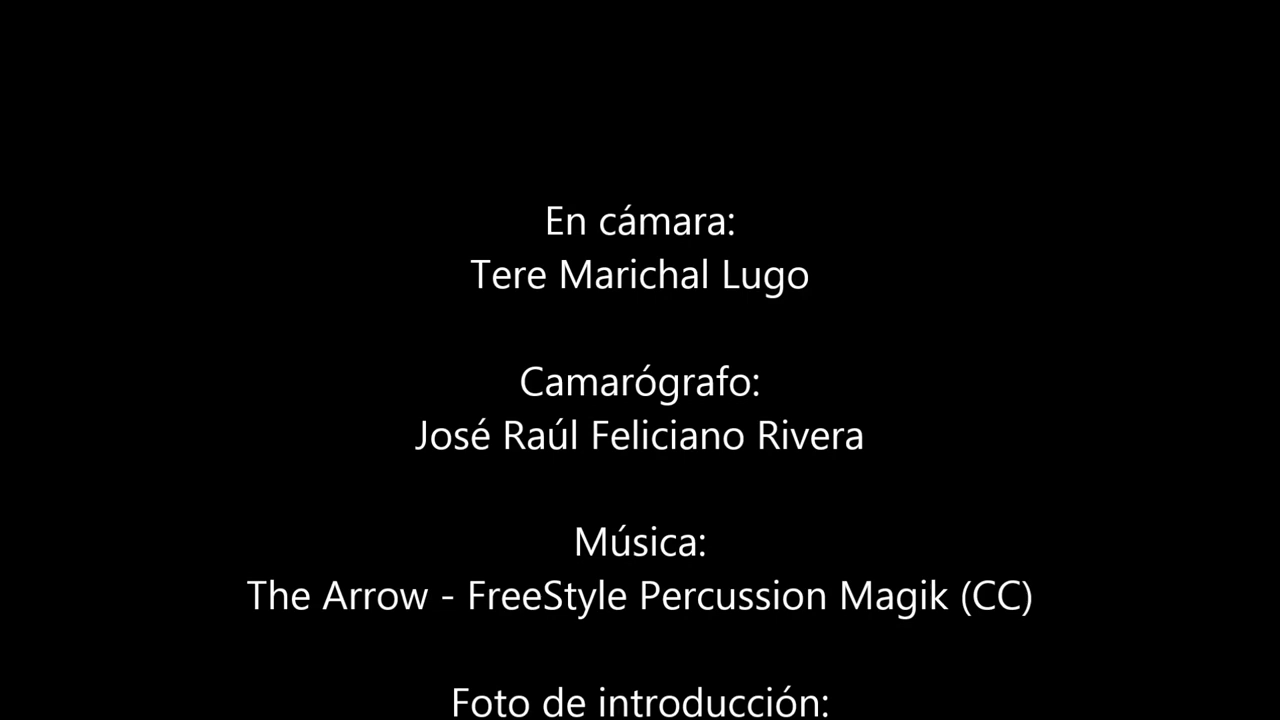 En cámara:
Tere Marichal Lugo
Camarógrafo:
José Raúl Feliciano Rivera
Música:
The Arrow - FreeStyle Percussion Magik (CC)
Foto de introducción: